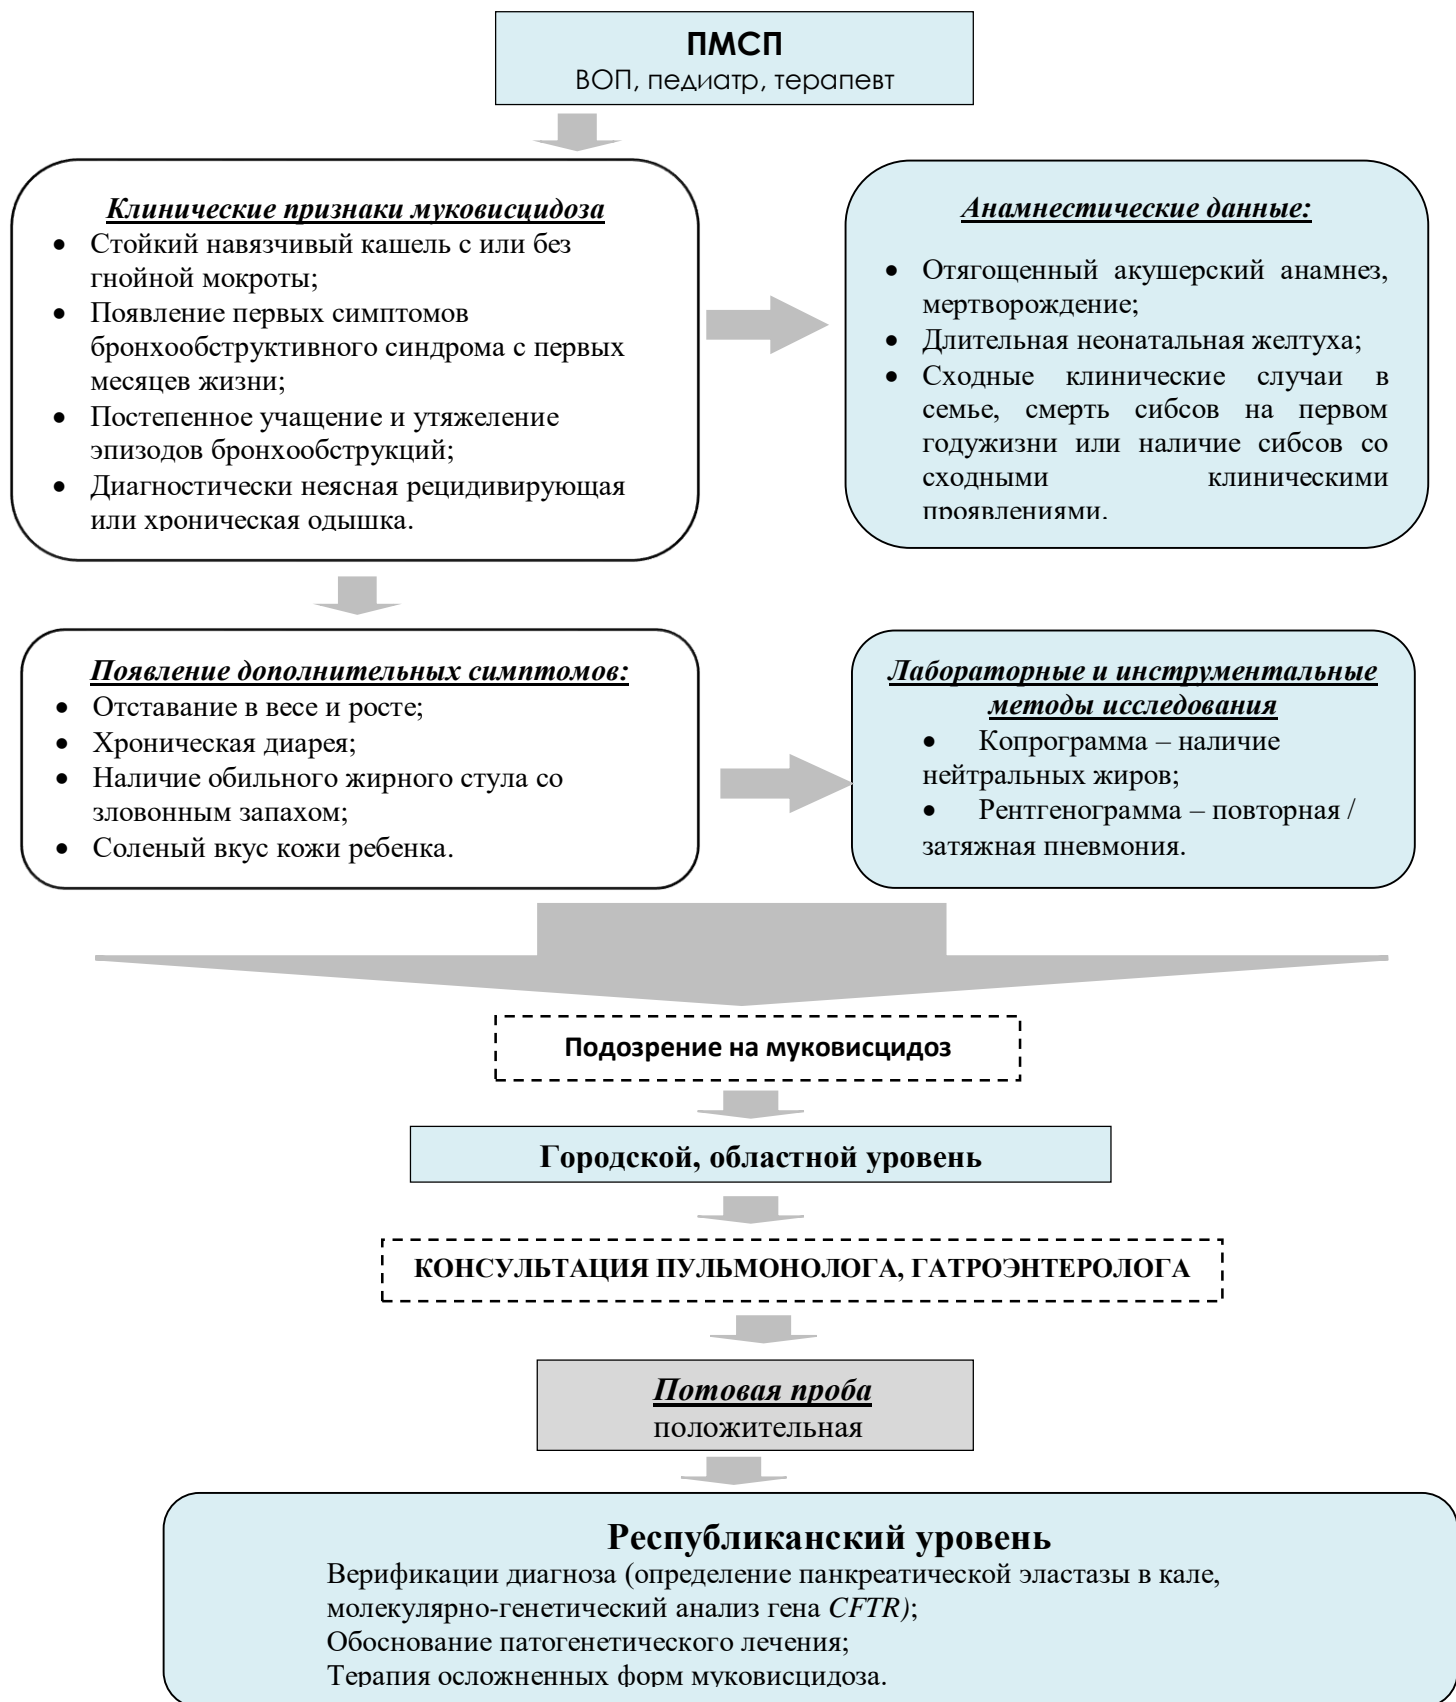 ПМСП
ВОП, педиатр, терапевт
Клинические признаки муковисцидоза
• Стойкий навязчивый кашель с или без
гнойной мокроты;
• Появление первых симптомов
бронхообструктивного синдрома с первых
месяцев жизни;
• Постепенное учащение и утяжеление
эпизодов бронхообструкций;
• Диагностически неясная рецидивирующая
или хроническая одышка.
Анамнестические данные:
• Отягощенный акушерский анамнез,
мертворождение;
• Длительная неонатальная желтуха;
• Сходные клинические случаи в
семье, смерть сибсов на первом
годужизни или наличие сибсов со
сходными клиническими
проявлениями.
Появление дополнительных симптомов:
• Отставание в весе и росте;
• Хроническая диарея;
• Наличие обильного жирного стула со
зловонным запахом;
• Соленый вкус кожи ребенка.
Лабораторные и инструментальные
методы исследования
• Копрограмма – наличие
нейтральных жиров;
• Рентгенограмма – повторная /
затяжная пневмония.
Подозрение на муковисцидоз
Городской, областной уровень
КОНСУЛЬТАЦИЯ ПУЛЬМОНОЛОГА, ГАТРОЭНТЕРОЛОГА
Потовая проба
положительная
Республиканский уровень
Верификации диагноза (определение панкреатической эластазы в кале,
молекулярно-генетический анализ гена CFTR);
Обоснование патогенетического лечения;
Терапия осложненных форм муковисцидоза.